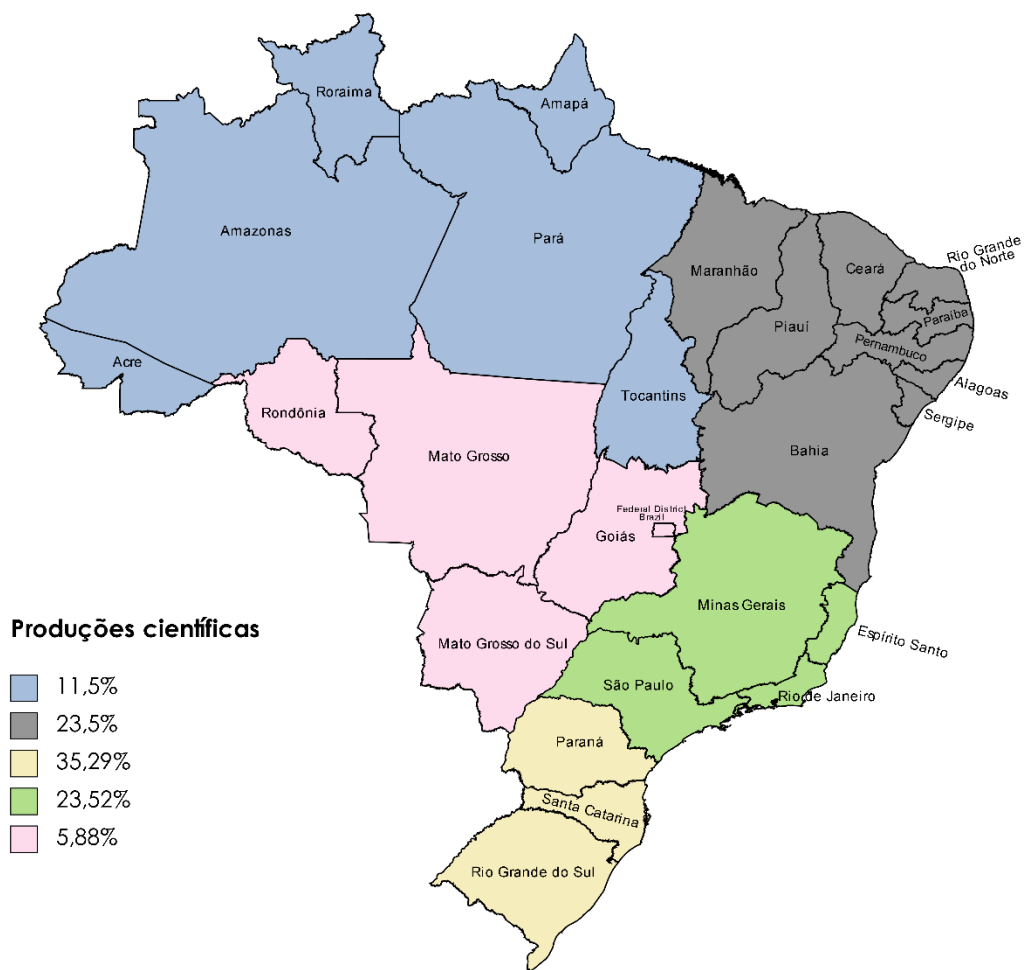 Roraima
Amapá
Amazonas
Pará
Maranhão
Ceará
Rio Grande
do Norte
Piauí
Paraíba
Pernambuco
Acre
Alagoas
Tocantins
Rondônia
Sergipe
Mato Grosso
Bahia
Federal District
Brazil
Goiás
Minas Gerais
Mato Grosso do Sul
Espírito Santo
São Paulo
Rio de Janeiro
Paraná
Santa Catarina
Rio Grande do Sul
Produções científicas
11,5%
23,5%
35,29%
23,52%
5,88%